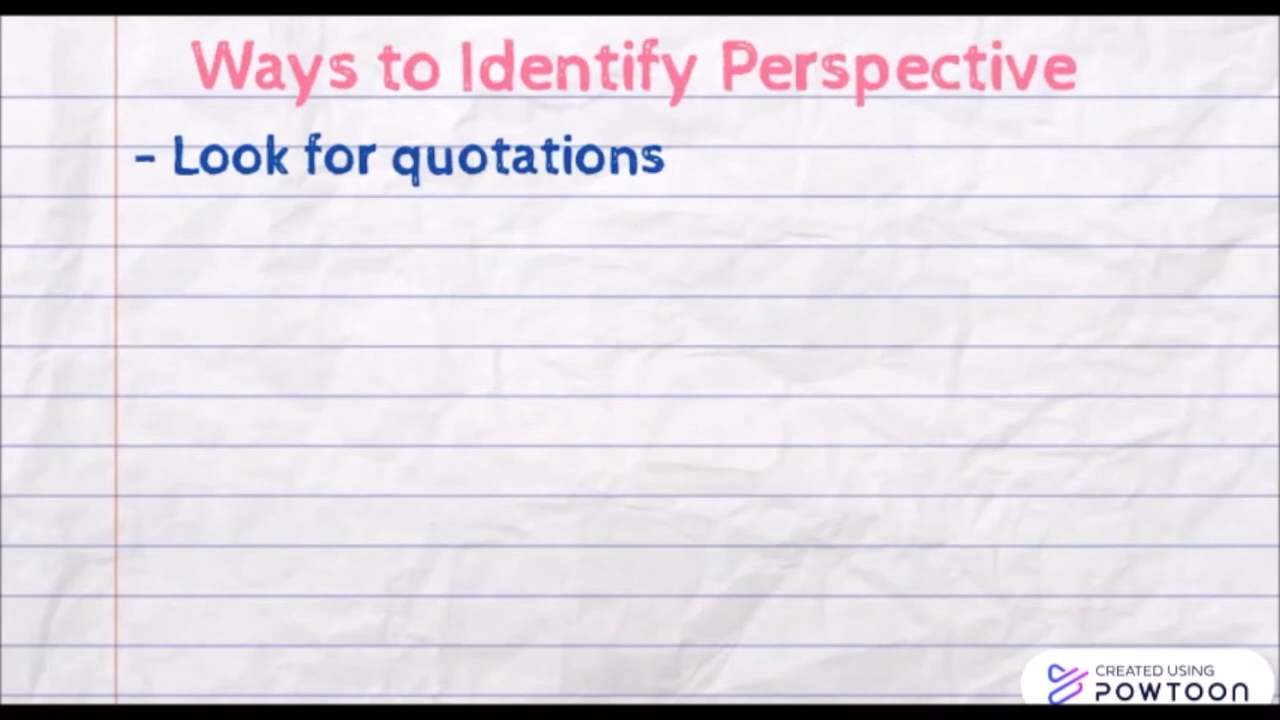 Ways to Identify Perspective
- Look for quotations
CREATED USING
POWTOON